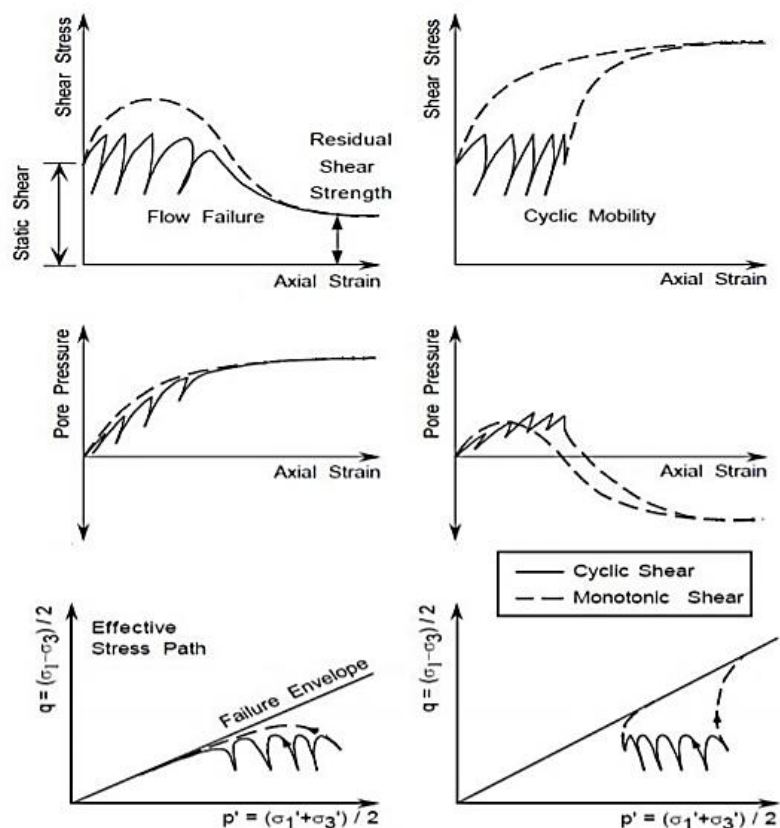 Shear Stress
Static Shear
Residual
Shear
Strength
Flow Failure
Axial Strain
Shear Stress
Cyclic Mobility
Axial Strain
Pore Pressure
Axial Strain
Pore Pressure
Axial Strain
Cyclic Shear
Monotonic Shear
q = (σ₁-σ₃)/2
Effective
Stress Path
Failure Envelope
p' = (σ₁'+σ₃') / 2
q = (σ₁-σ₃)/2
p' = (σ₁'+σ₃') / 2